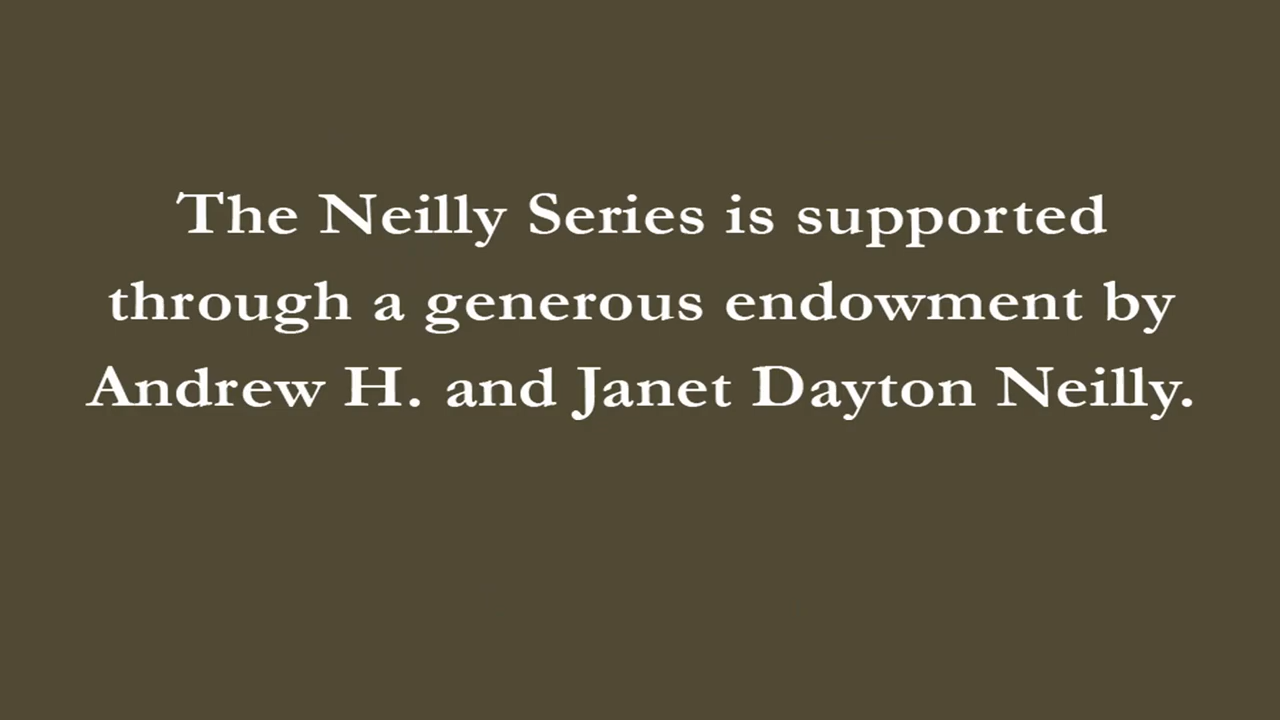 The Neilly Series is supported
through a generous endowment by
Andrew H. and Janet Dayton Neilly.